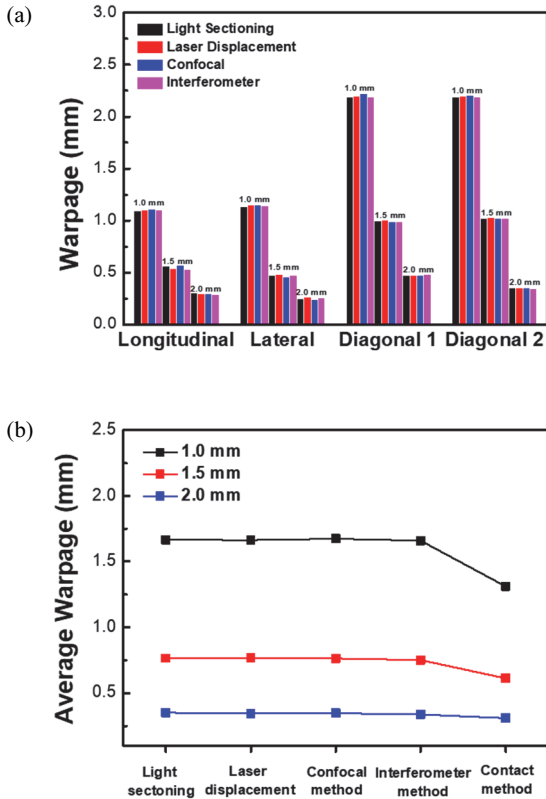 (a)
Light Sectioning
Laser Displacement
Confocal
Interferometer
Warpage (mm)
3.0
2.5
2.0
1.5
1.0
0.5
0.0
1.0 mm
1.5 mm
2.0 mm
1.0 mm
1.5 mm
2.0 mm
1.0 mm
1.5 mm
2.0 mm
1.0 mm
1.5 mm
2.0 mm
Longitudinal Lateral Diagonal 1 Diagonal 2
(b)
1.0 mm
1.5 mm
2.0 mm
Average Warpage (mm)
2.5
2.0
1.5
1.0
0.5
Light
sectoning
Laser
displacement
Confocal
method
Interferometer
method
Contact
method